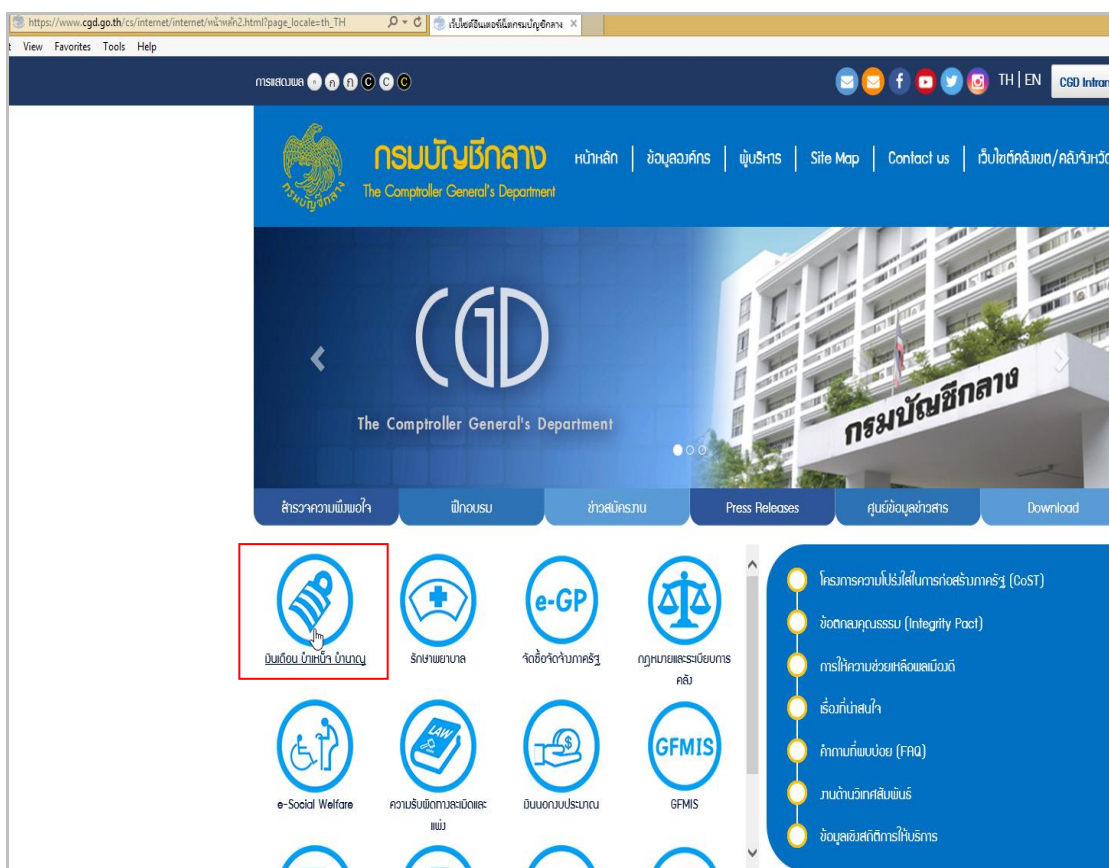 https://www.cgd.go.th/cs/internet/internet/หน้าหลัก2.html?page_locale=th_TH
เว็บไซต์อินเตอร์เน็ตกรมบัญชีกลาง
View Favorites Tools Help
การแสดงผล ก ก ก C C C
TH | EN
CGD Intran
กรมบัญชีกลาง
The Comptroller General's Department
หน้าหลัก | ข้อมูลองค์กร | ผู้บริหาร | Site Map | Contact us | เว็บไซต์คลังเขต/คลังจังหวัด
กรมบัญชีกลาง
CGD
The Comptroller General's Department
กรมบัญชีกลาง
สำรวจความพึงพอใจ
ฝึกอบรม
ข่าวสมัครงาน
Press Releases
ศูนย์ข้อมูลข่าวสาร
Download
e-GP
เงินเดือน บำเหน็จ บำนาญ
รักษาพยาบาล
จัดซื้อจัดจ้างภาครัฐ
กฎหมายและระเบียบการ
คลัง
LAW
GFMIS
e-Social Welfare
ความรับผิดทางละเมิดและ
แพ่ง
เงินนอกงบประมาณ
GFMIS
โครงการความโปร่งใสในการก่อสร้างภาครัฐ (CoST)
ข้อตกลงคุณธรรม (Integrity Pact)
การให้ความช่วยเหลือพลเมืองดี
เรื่องที่น่าสนใจ
คำถามที่พบบ่อย (FAQ)
งานด้านวิเทศสัมพันธ์
ข้อมูลเชิงสถิติการให้บริการ